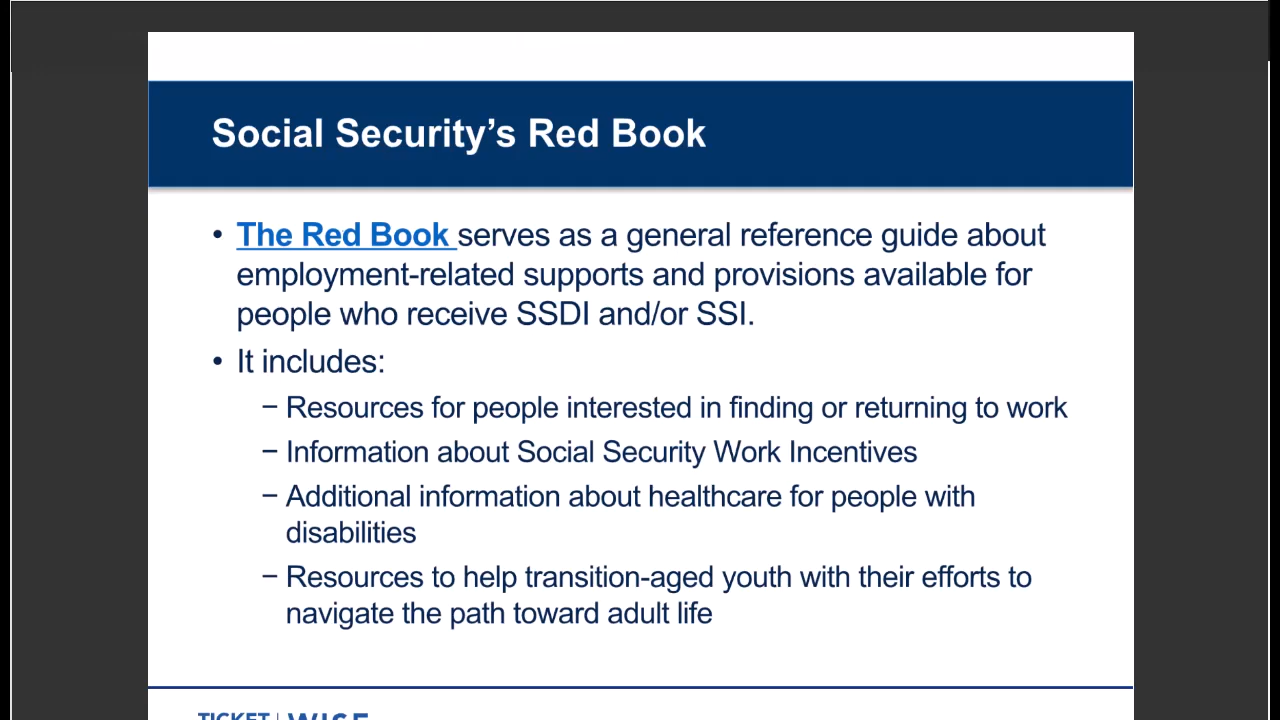 Social Security’s Red Book
• The Red Book serves as a general reference guide about
employment-related supports and provisions available for
people who receive SSDI and/or SSI.
• It includes:
− Resources for people interested in finding or returning to work
− Information about Social Security Work Incentives
− Additional information about healthcare for people with
disabilities
− Resources to help transition-aged youth with their efforts to
navigate the path toward adult life
TICKET | WISE